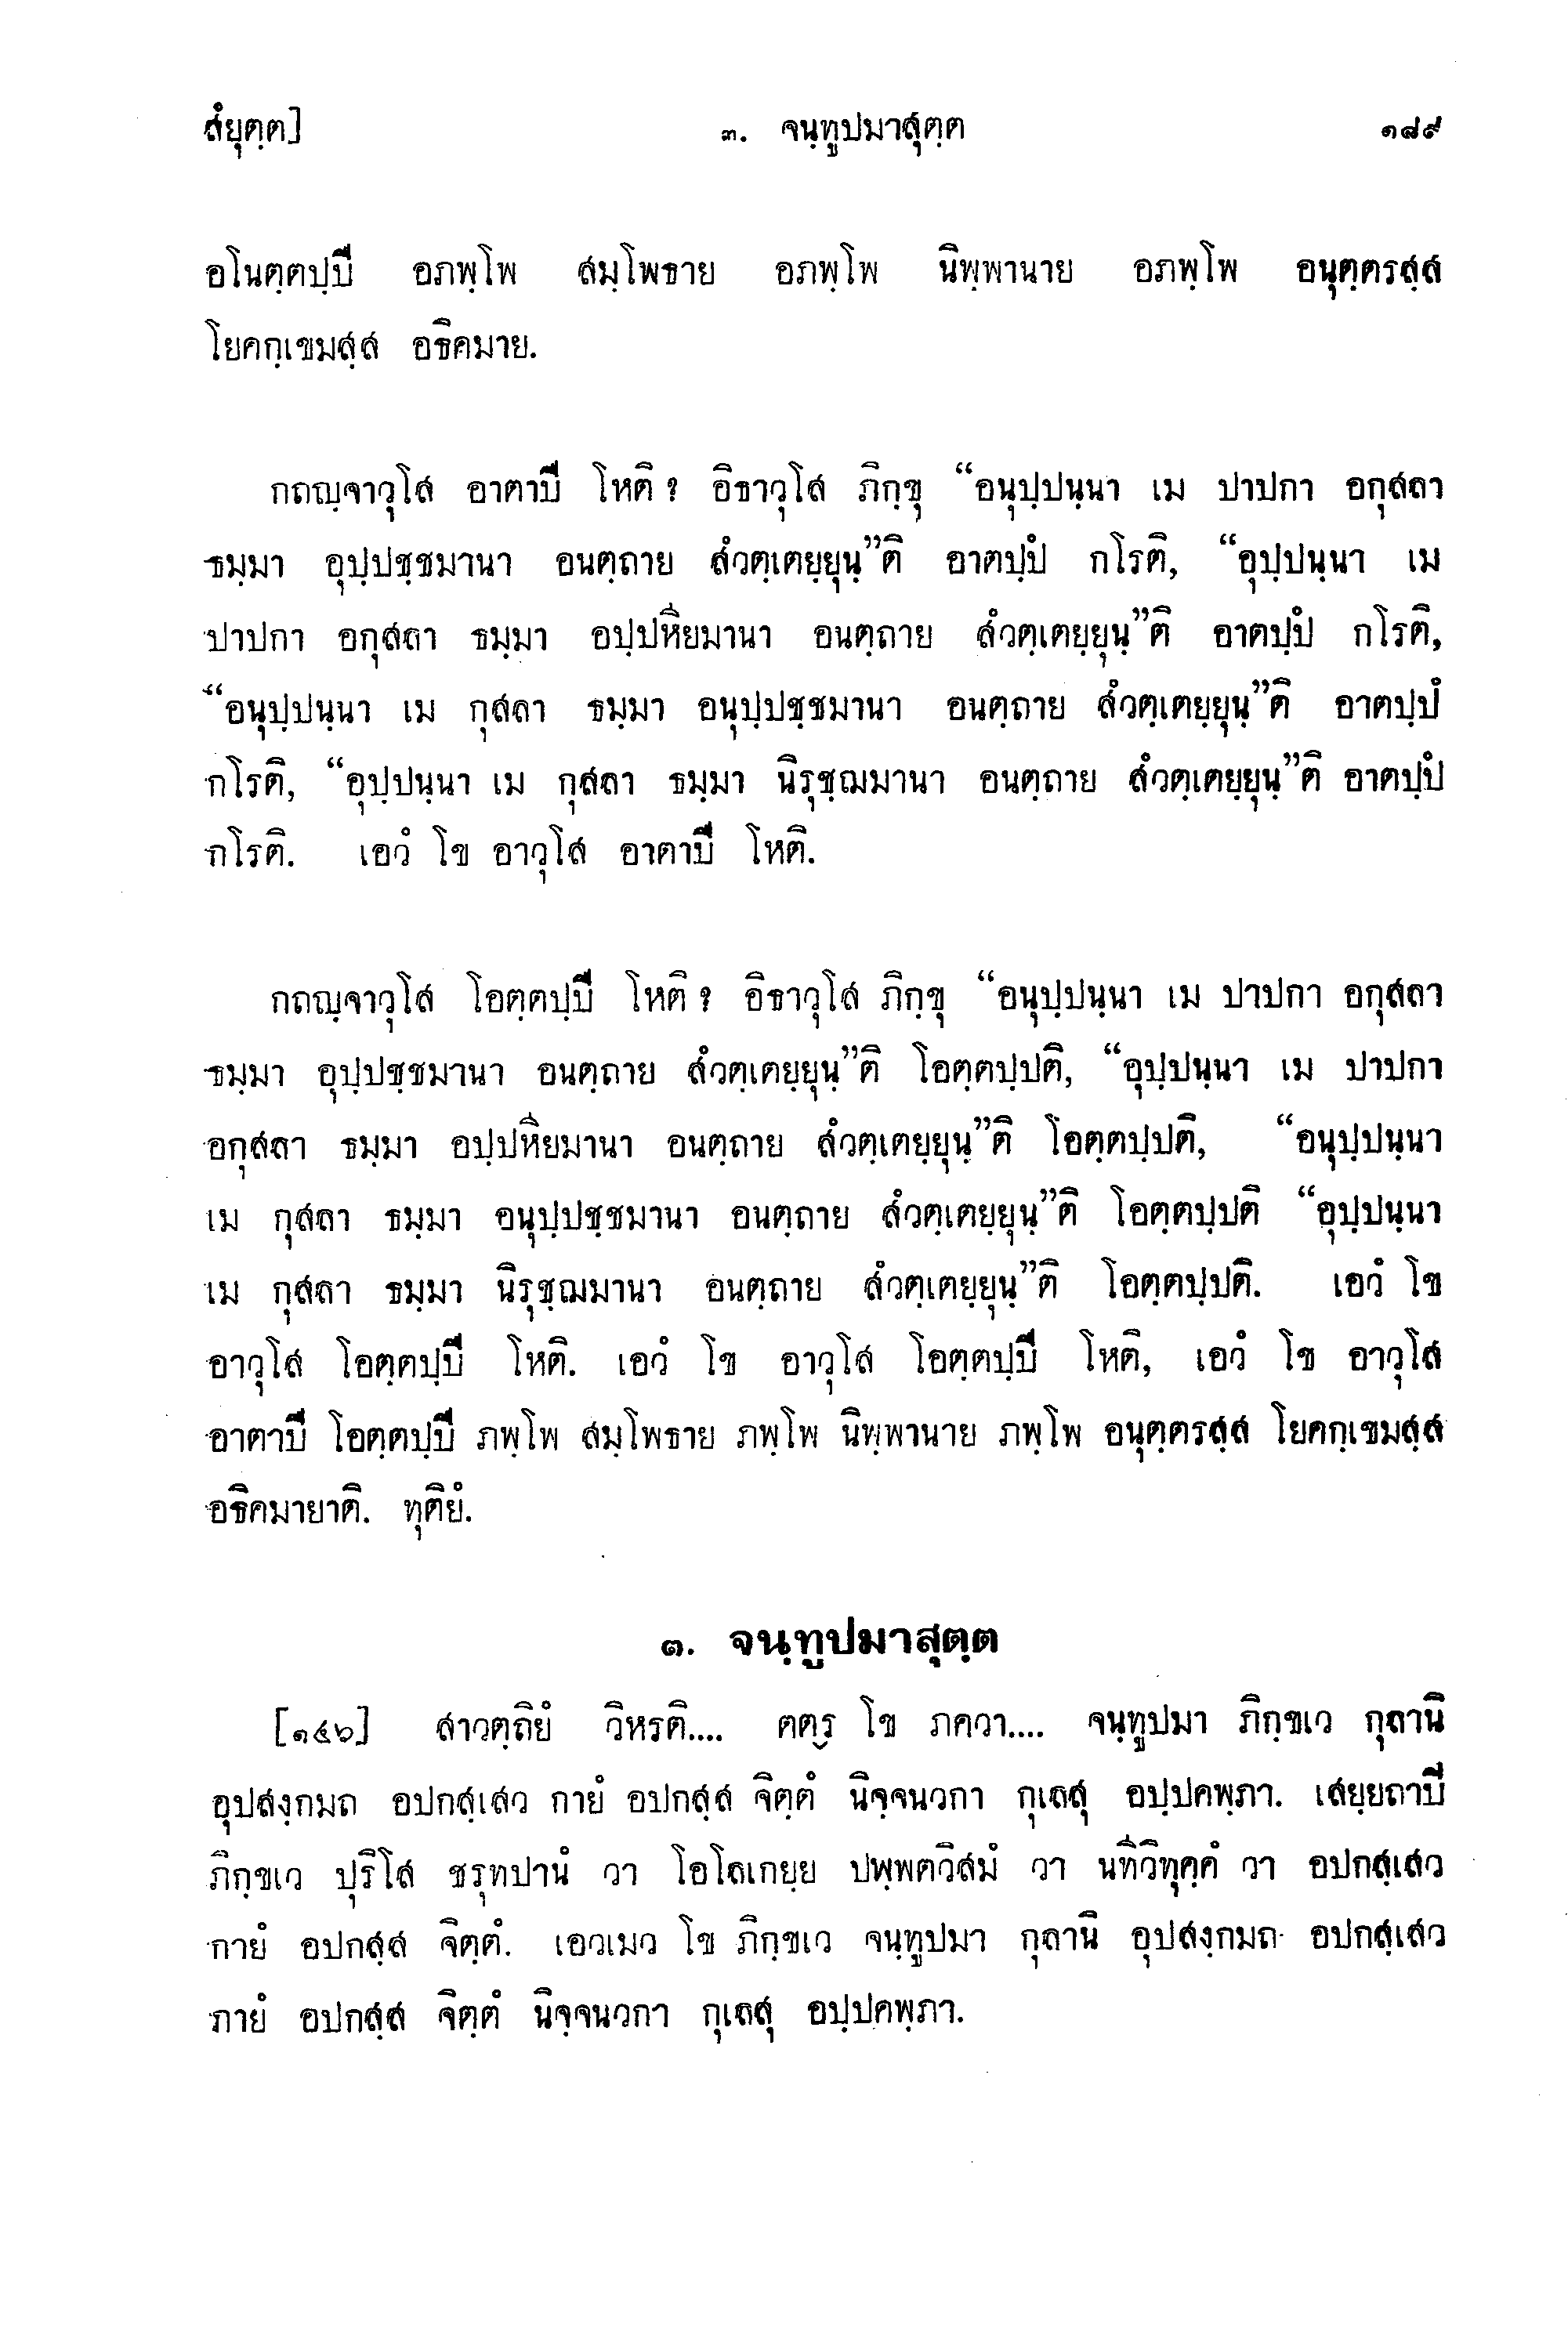 สํยุตฺต]
๓. จนฺทูปมาสุตฺต
๑๘๙
อโนตฺตปฺปี อภพฺโพ สมฺโพธาย อภพฺโพ นิพฺพานาย อภพฺโพ อนุตฺตรสฺส
โยคกฺเขมสฺส อธิคมาย.
กถญฺจาวุโส อาตาปี โหติ ? อิธาวุโส ภิกฺขุ “อนุปฺปนฺนา เม ปาปกา อกุสลา
ธมฺมา อุปฺปชฺชมานา อนตฺถาย สํวตฺเตยฺยุนฺ”ติ อาตปฺปํ กโรติ, “อุปฺปนฺนา เม
ปาปกา อกุสลา ธมฺมา อปฺปหียมานา อนตฺถาย สํวตฺเตยฺยุนฺ”ติ อาตปฺปํ กโรติ,
“อนุปฺปนฺนา เม กุสลา ธมฺมา อนุปฺปชฺชมานา อนตฺถาย สํวตฺเตยฺยุนฺ”ติ อาตปฺปํ
กโรติ, “อุปฺปนฺนา เม กุสลา ธมฺมา นิรุชฺฌมานา อนตฺถาย สํวตฺเตยฺยุนฺ”ติ อาตปฺปํ
กโรติ. เอวํ โข อาวุโส อาตาปี โหติ.
กถญฺจาวุโส โอตฺตปฺปี โหติ ? อิธาวุโส ภิกฺขุ “อนุปฺปนฺนา เม ปาปกา อกุสลา
ธมฺมา อุปฺปชฺชมานา อนตฺถาย สํวตฺเตยฺยุนฺ”ติ โอตฺตปฺปติ, “อุปฺปนฺนา เม ปาปกา
อกุสลา ธมฺมา อปฺปหียมานา อนตฺถาย สํวตฺเตยฺยุนฺ”ติ โอตฺตปฺปติ, “อนุปฺปนฺนา
เม กุสลา ธมฺมา อนุปฺปชฺชมานา อนตฺถาย สํวตฺเตยฺยุนฺ”ติ โอตฺตปฺปติ “อุปฺปนฺนา
เม กุสลา ธมฺมา นิรุชฺฌมานา อนตฺถาย สํวตฺเตยฺยุนฺ”ติ โอตฺตปฺปติ. เอวํ โข
อาวุโส โอตฺตปฺปี โหติ. เอวํ โข อาวุโส โอตฺตปฺปี โหติ, เอวํ โข อาวุโส
อาตาปี โอตฺตปฺปี ภพฺโพ สมฺโพธาย ภพฺโพ นิพฺพานาย ภพฺโพ อนุตฺตรสฺส โยคกฺเขมสฺส
อธิคมายาติ. ทุติยํ.
๓. จนฺทูปมาสุตฺต
[๑๔๖] สาวตฺถิยํ วิหรติ.... ตตฺร โข ภควา.... จนฺทูปมา ภิกฺขเว กุลานิ
อุปสงฺกมถ อปกสฺเสว กายํ อปกสฺส จิตฺตํ นิจฺจนวกา กุเลสุ อปฺปคพฺภา. เสยฺยถาปี
ภิกฺขเว ปุริโส ชรุทปานํ วา โอโลเกยฺย ปพฺพตวิสมํ วา นทีวิทุคฺคํ วา อปกสฺเสว
กายํ อปกสฺส จิตฺตํ. เอวเมว โข ภิกฺขเว จนฺทูปมา กุลานิ อุปสงฺกมถ อปกสฺเสว
กายํ อปกสฺส จิตฺตํ นิจฺจนวกา กุเลสุ อปฺปคพฺภา.